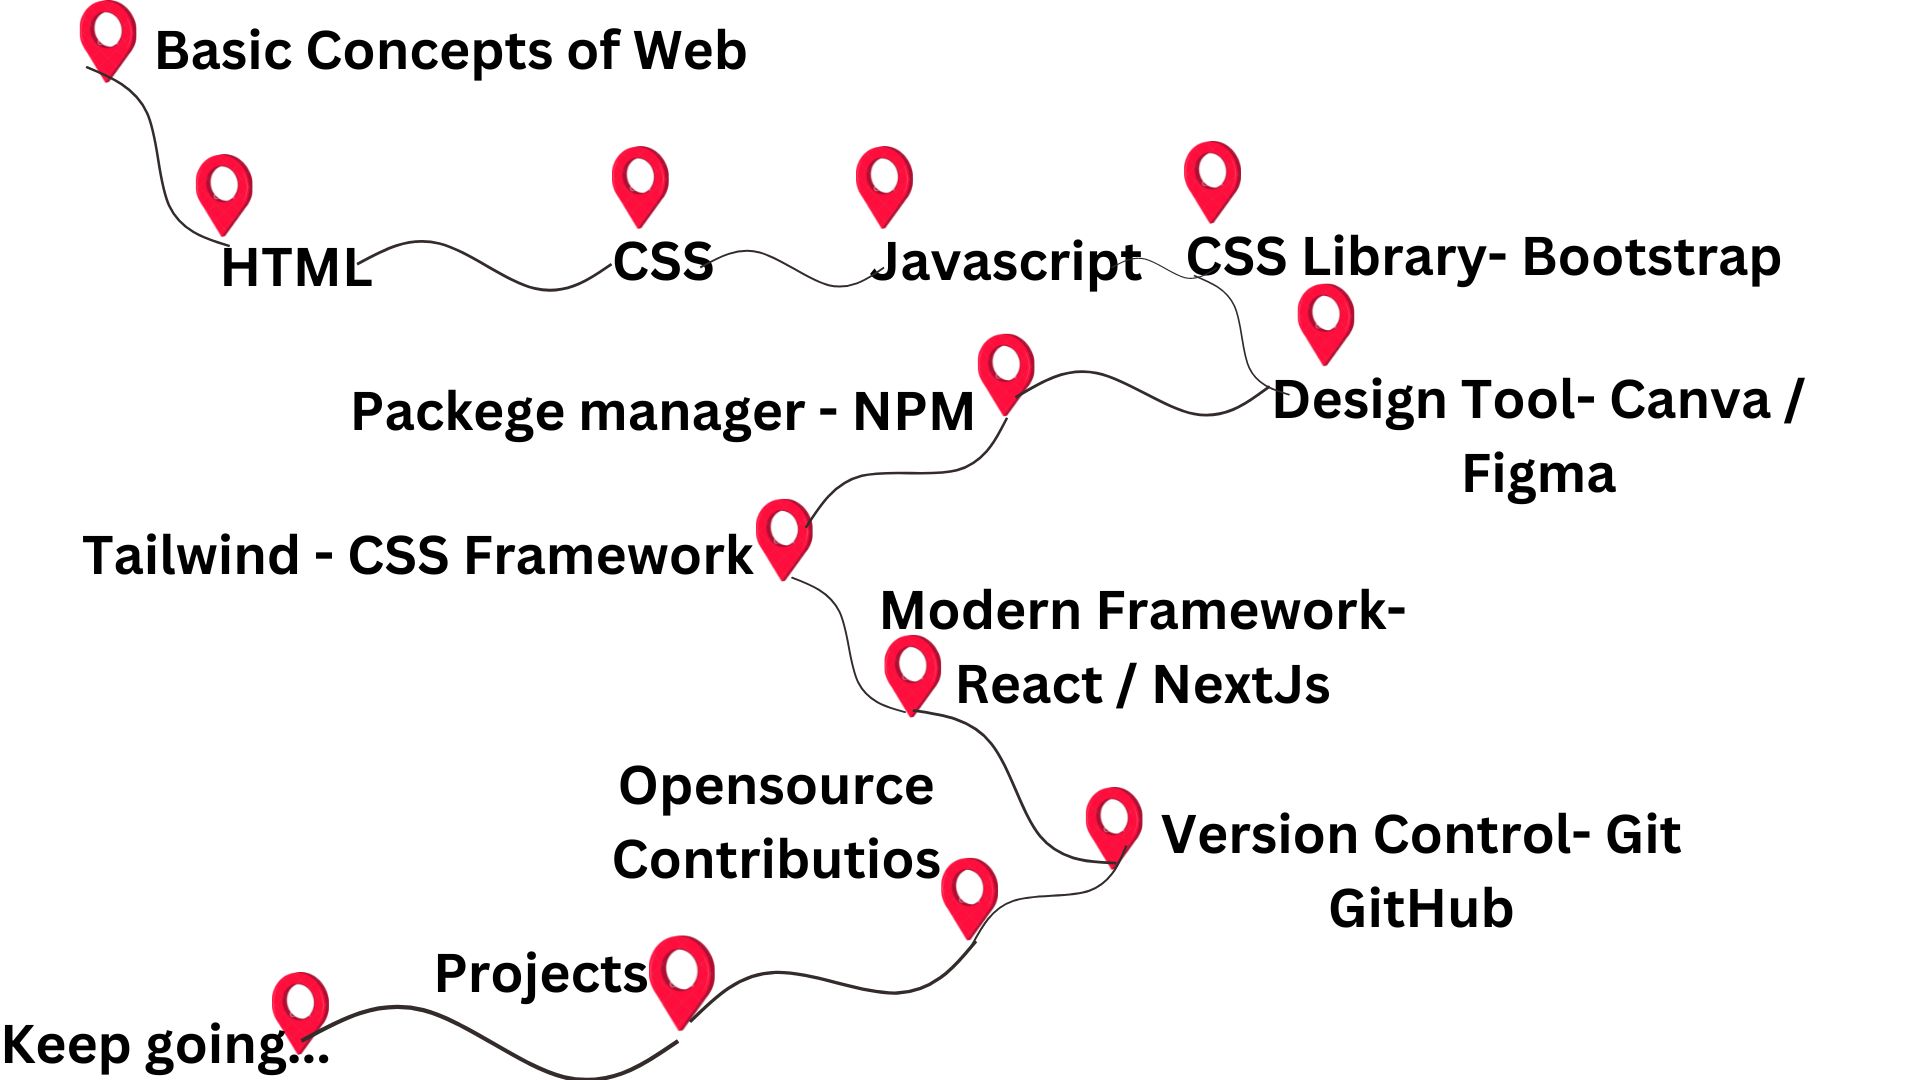 Basic Concepts of Web
HTML
CSS
Javascript
CSS Library- Bootstrap
Design Tool- Canva /
Figma
Packege manager - NPM
Tailwind - CSS Framework
Modern Framework-
React / NextJs
Version Control- Git
GitHub
Opensource
Contributios
Projects
Keep going...